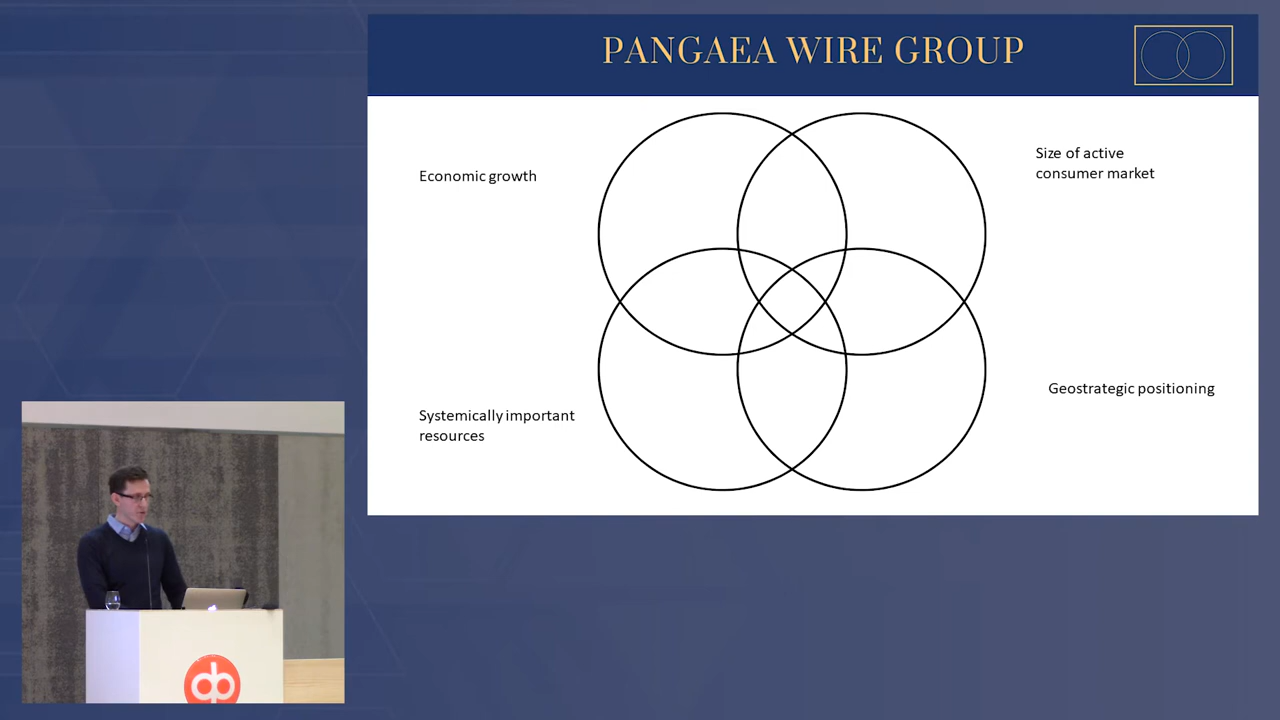 PANGAEA WIRE GROUP
Economic growth
Size of active
consumer market
Systemically important
resources
Geostrategic positioning